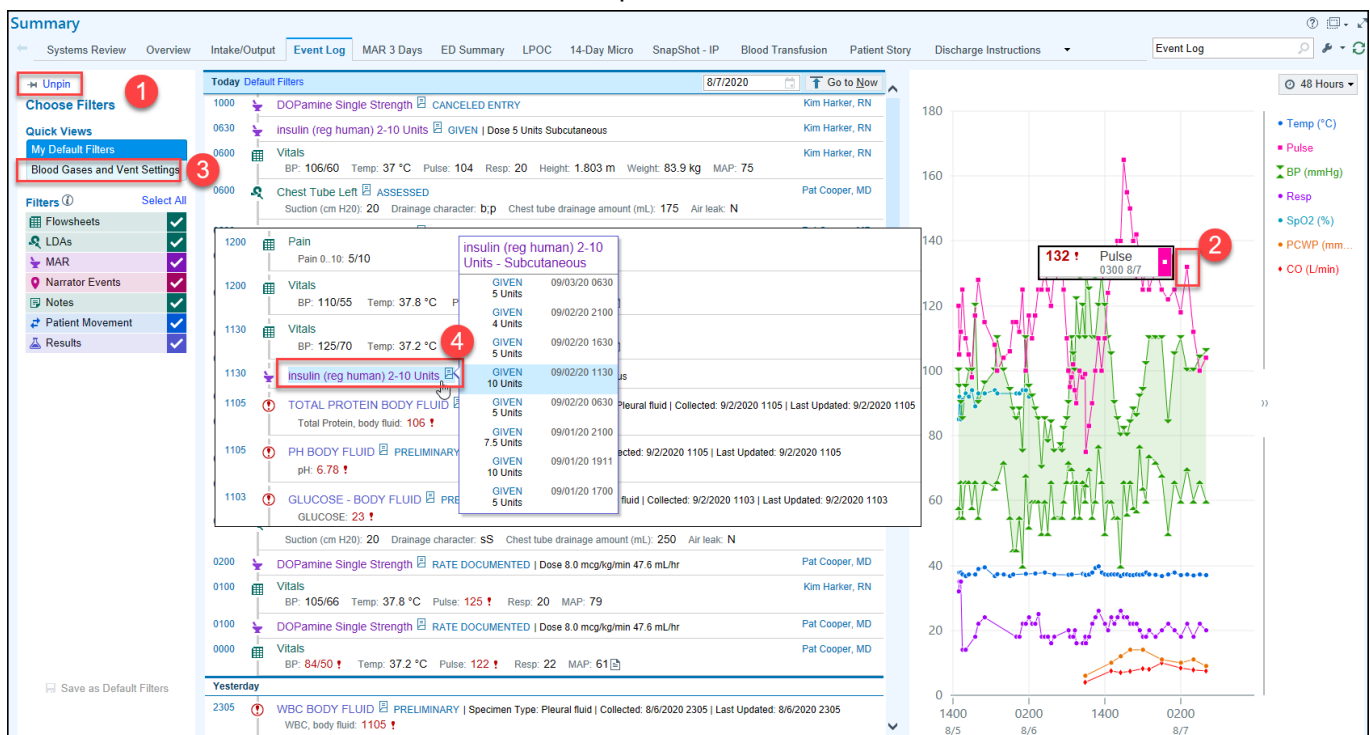 Summary
Systems Review Overview Intake/Output Event Log MAR 3 Days ED Summary LPOC 14-Day Micro SnapShot - IP Blood Transfusion Patient Story Discharge Instructions Event Log
Unpin
1
Choose Filters
Quick Views
My Default Filters
Blood Gases and Vent Settings
3
Filters Select All
Flowsheets
LDAs
MAR
Narrator Events
Notes
Patient Movement
Results
Save as Default Filters
Today Default Filters 8/7/2020 Go to Now
1000 DOPamine Single Strength CANCELED ENTRY Kim Harker, RN
0630 insulin (reg human) 2-10 Units GIVEN | Dose 5 Units Subcutaneous Kim Harker, RN
0600 Vitals Kim Harker, RN
BP: 106/60 Temp: 37 °C Pulse: 104 Resp: 20 Height: 1.803 m Weight: 83.9 kg MAP: 75
0600 Chest Tube Left ASSESSED Pat Cooper, MD
Suction (cm H20): 20 Drainage character: b;p Chest tube drainage amount (mL): 175 Air leak: N
1200 Pain
Pain 0..10: 5/10
1200 Vitals
BP: 110/55 Temp: 37.8 °C P
1130 Vitals
BP: 125/70 Temp: 37.2 °C
4
1130 insulin (reg human) 2-10 Units us
1105 TOTAL PROTEIN BODY FLUID Pleural fluid | Collected: 9/2/2020 1105 | Last Updated: 9/2/2020 1105
Total Protein, body fluid: 106 !
1105 PH BODY FLUID PRELIMINARY ected: 9/2/2020 1105 | Last Updated: 9/2/2020 1105
pH: 6.78 !
1103 GLUCOSE - BODY FLUID PRE fluid | Collected: 9/2/2020 1103 | Last Updated: 9/2/2020 1103
GLUCOSE: 23 !
insulin (reg human) 2-10
Units - Subcutaneous
GIVEN 09/03/20 0630
5 Units
GIVEN 09/02/20 2100
4 Units
GIVEN 09/02/20 1630
5 Units
GIVEN 09/02/20 1130
10 Units
GIVEN 09/02/20 0630
5 Units
GIVEN 09/01/20 2100
7.5 Units
GIVEN 09/01/20 1911
10 Units
GIVEN 09/01/20 1700
5 Units
Suction (cm H20): 20 Drainage character: sS Chest tube drainage amount (mL): 250 Air leak: N
0200 DOPamine Single Strength RATE DOCUMENTED | Dose 8.0 mcg/kg/min 47.6 mL/hr Pat Cooper, MD
0100 Vitals Kim Harker, RN
BP: 105/66 Temp: 37.8 °C Pulse: 125 ! Resp: 20 MAP: 79
0100 DOPamine Single Strength RATE DOCUMENTED | Dose 8.0 mcg/kg/min 47.6 mL/hr Pat Cooper, MD
0000 Vitals Pat Cooper, MD
BP: 84/50 ! Temp: 37.2 °C Pulse: 122 ! Resp: 22 MAP: 61
Yesterday
2305 WBC BODY FLUID PRELIMINARY | Specimen Type: Pleural fluid | Collected: 8/6/2020 2305 | Last Updated: 8/6/2020 2305
WBC, body fluid: 1105 !
48 Hours
180
160
140
120
100
80
60
40
20
0
1400 0200 1400 0200
8/5 8/6 8/7
132 ! Pulse
0300 8/7
2
Temp (°C)
Pulse
BP (mmHg)
Resp
SpO2 (%)
PCWP (mm...
CO (L/min)